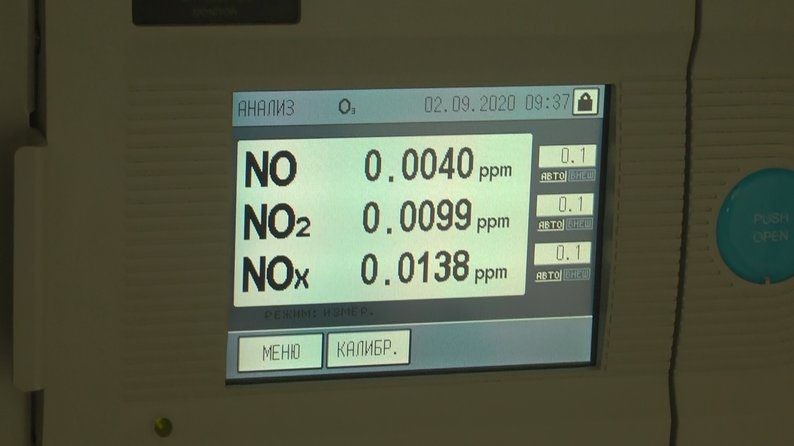 АНАЛИЗ O₃ 02.09.2020 09:37
NO 0.0040 ppm 0.1
АВТО ВНЕШ
NO₂ 0.0099 ppm 0.1
АВТО ВНЕШ
NOx 0.0138 ppm 0.1
АВТО ВНЕШ
РЕЖИМ: ИЗМЕР.
МЕНЮ КАЛИБР.
PUSH
OPEN